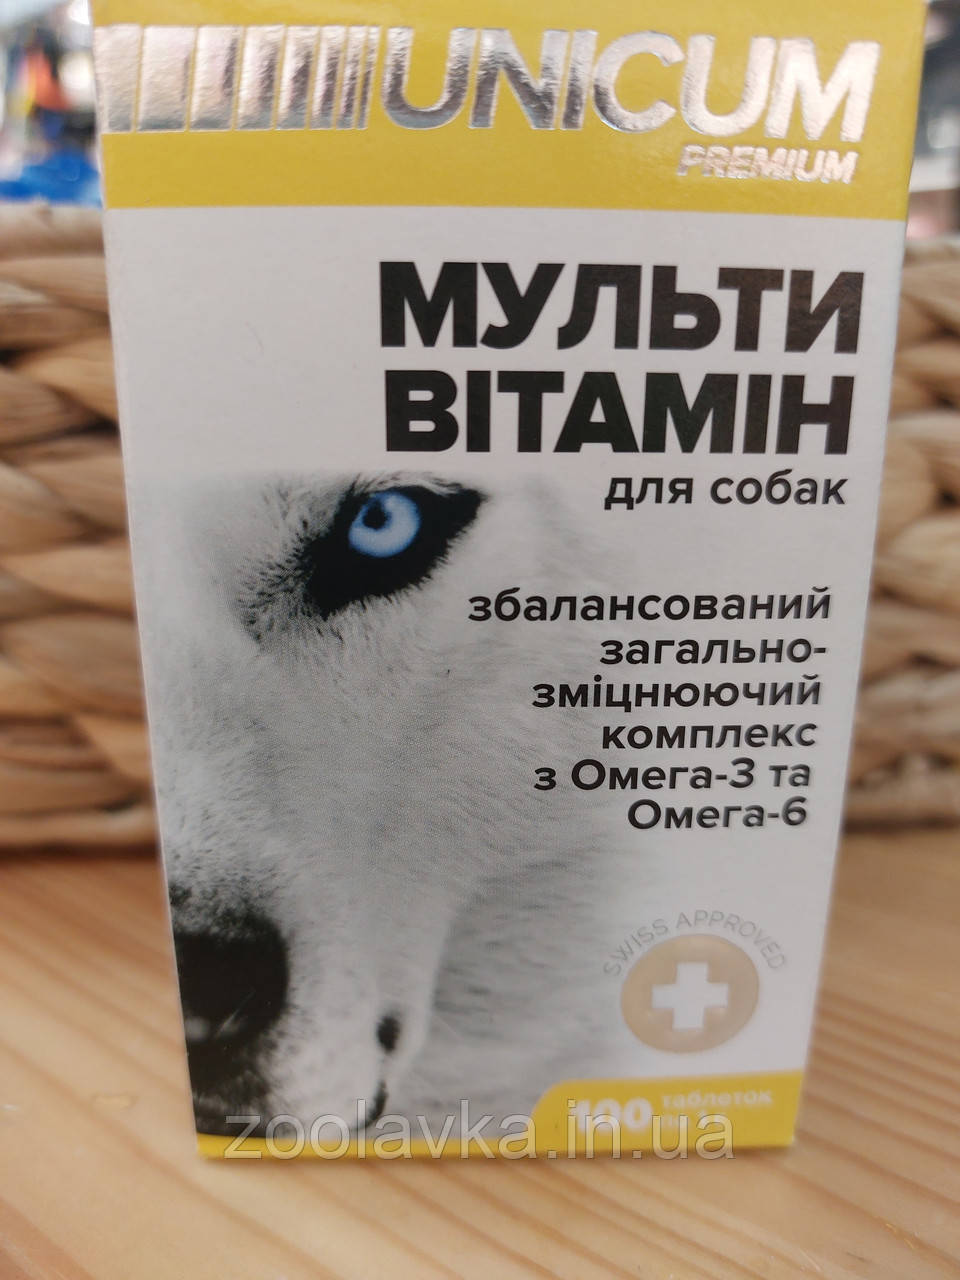 UNICUM
PREMIUM
МУЛЬТИ
ВІТАМІН
для собак
збалансований
загально-
зміцнюючий
комплекс
з Омега-3 та
Омега-6
SWISS APPROVED
100 таблеток
zoolavka.in.ua